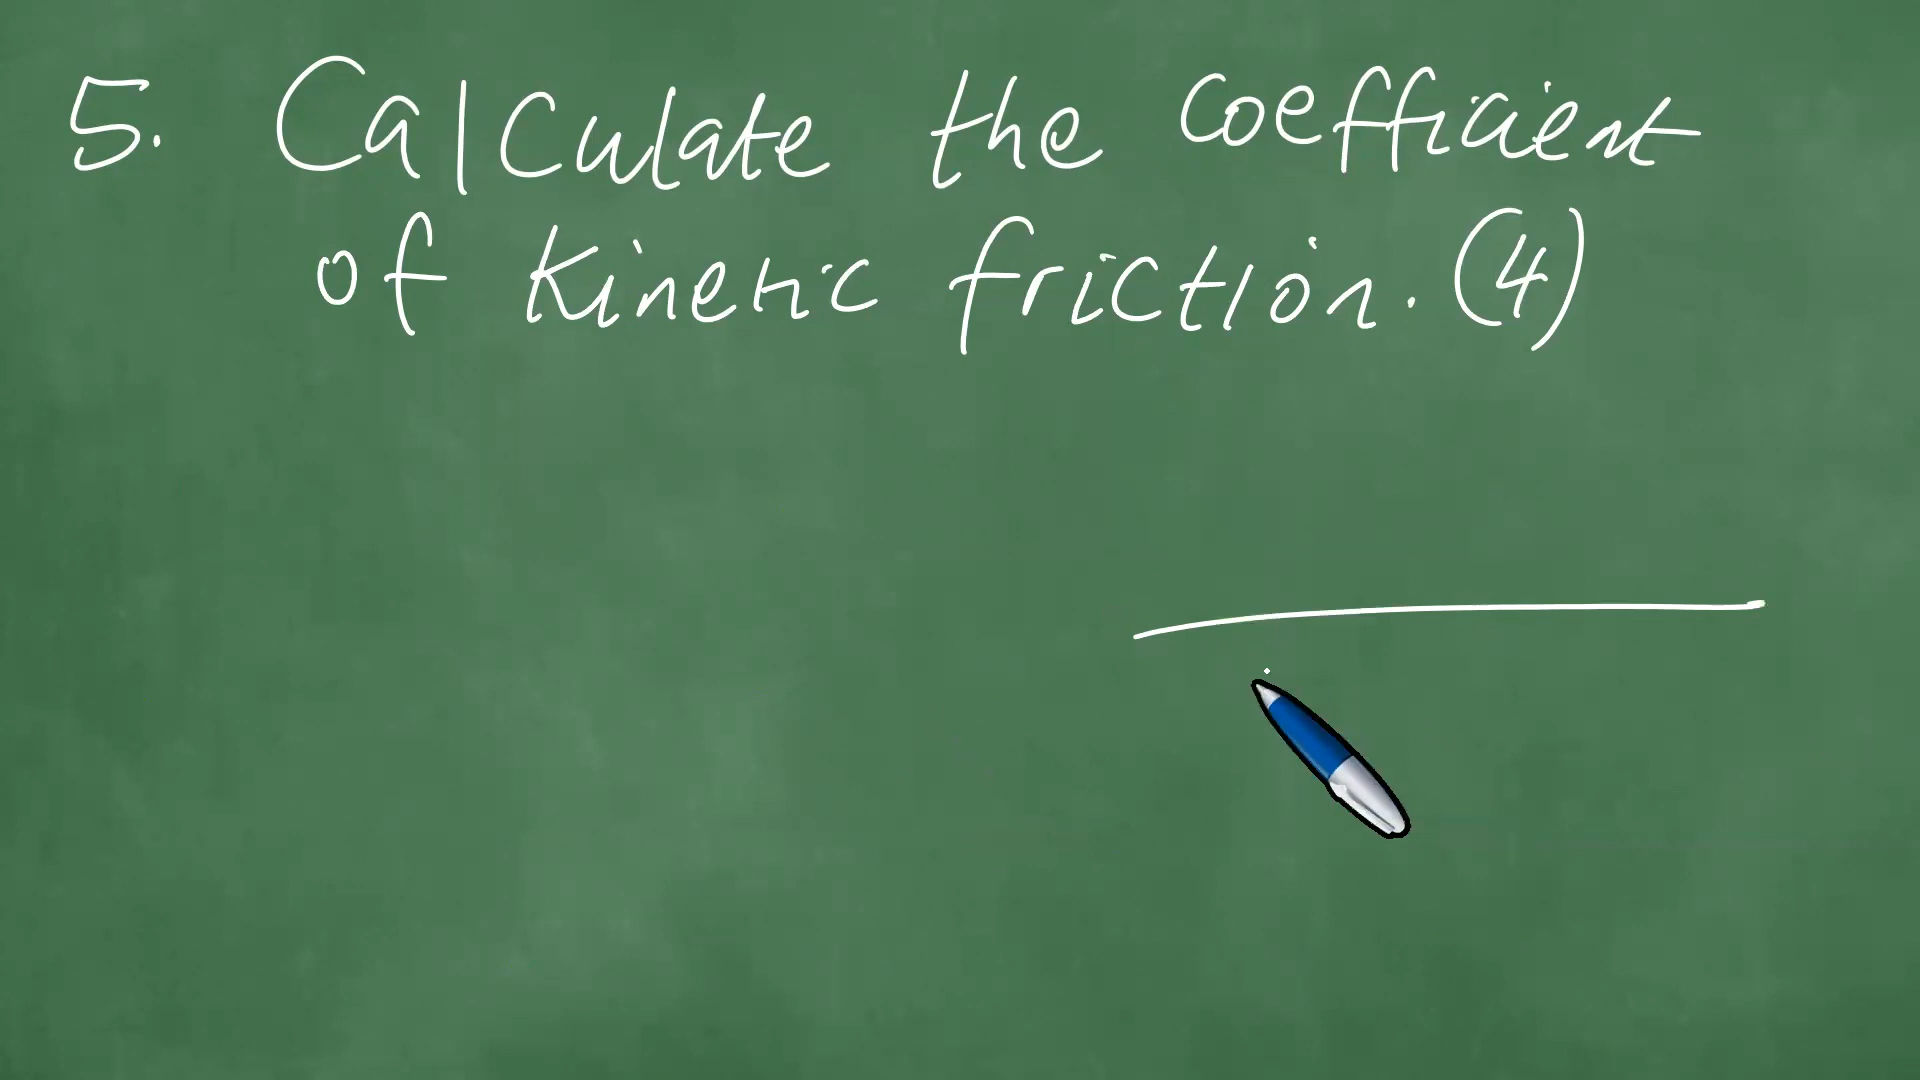 5. Calculate the coefficient
of kinetic friction. (4)